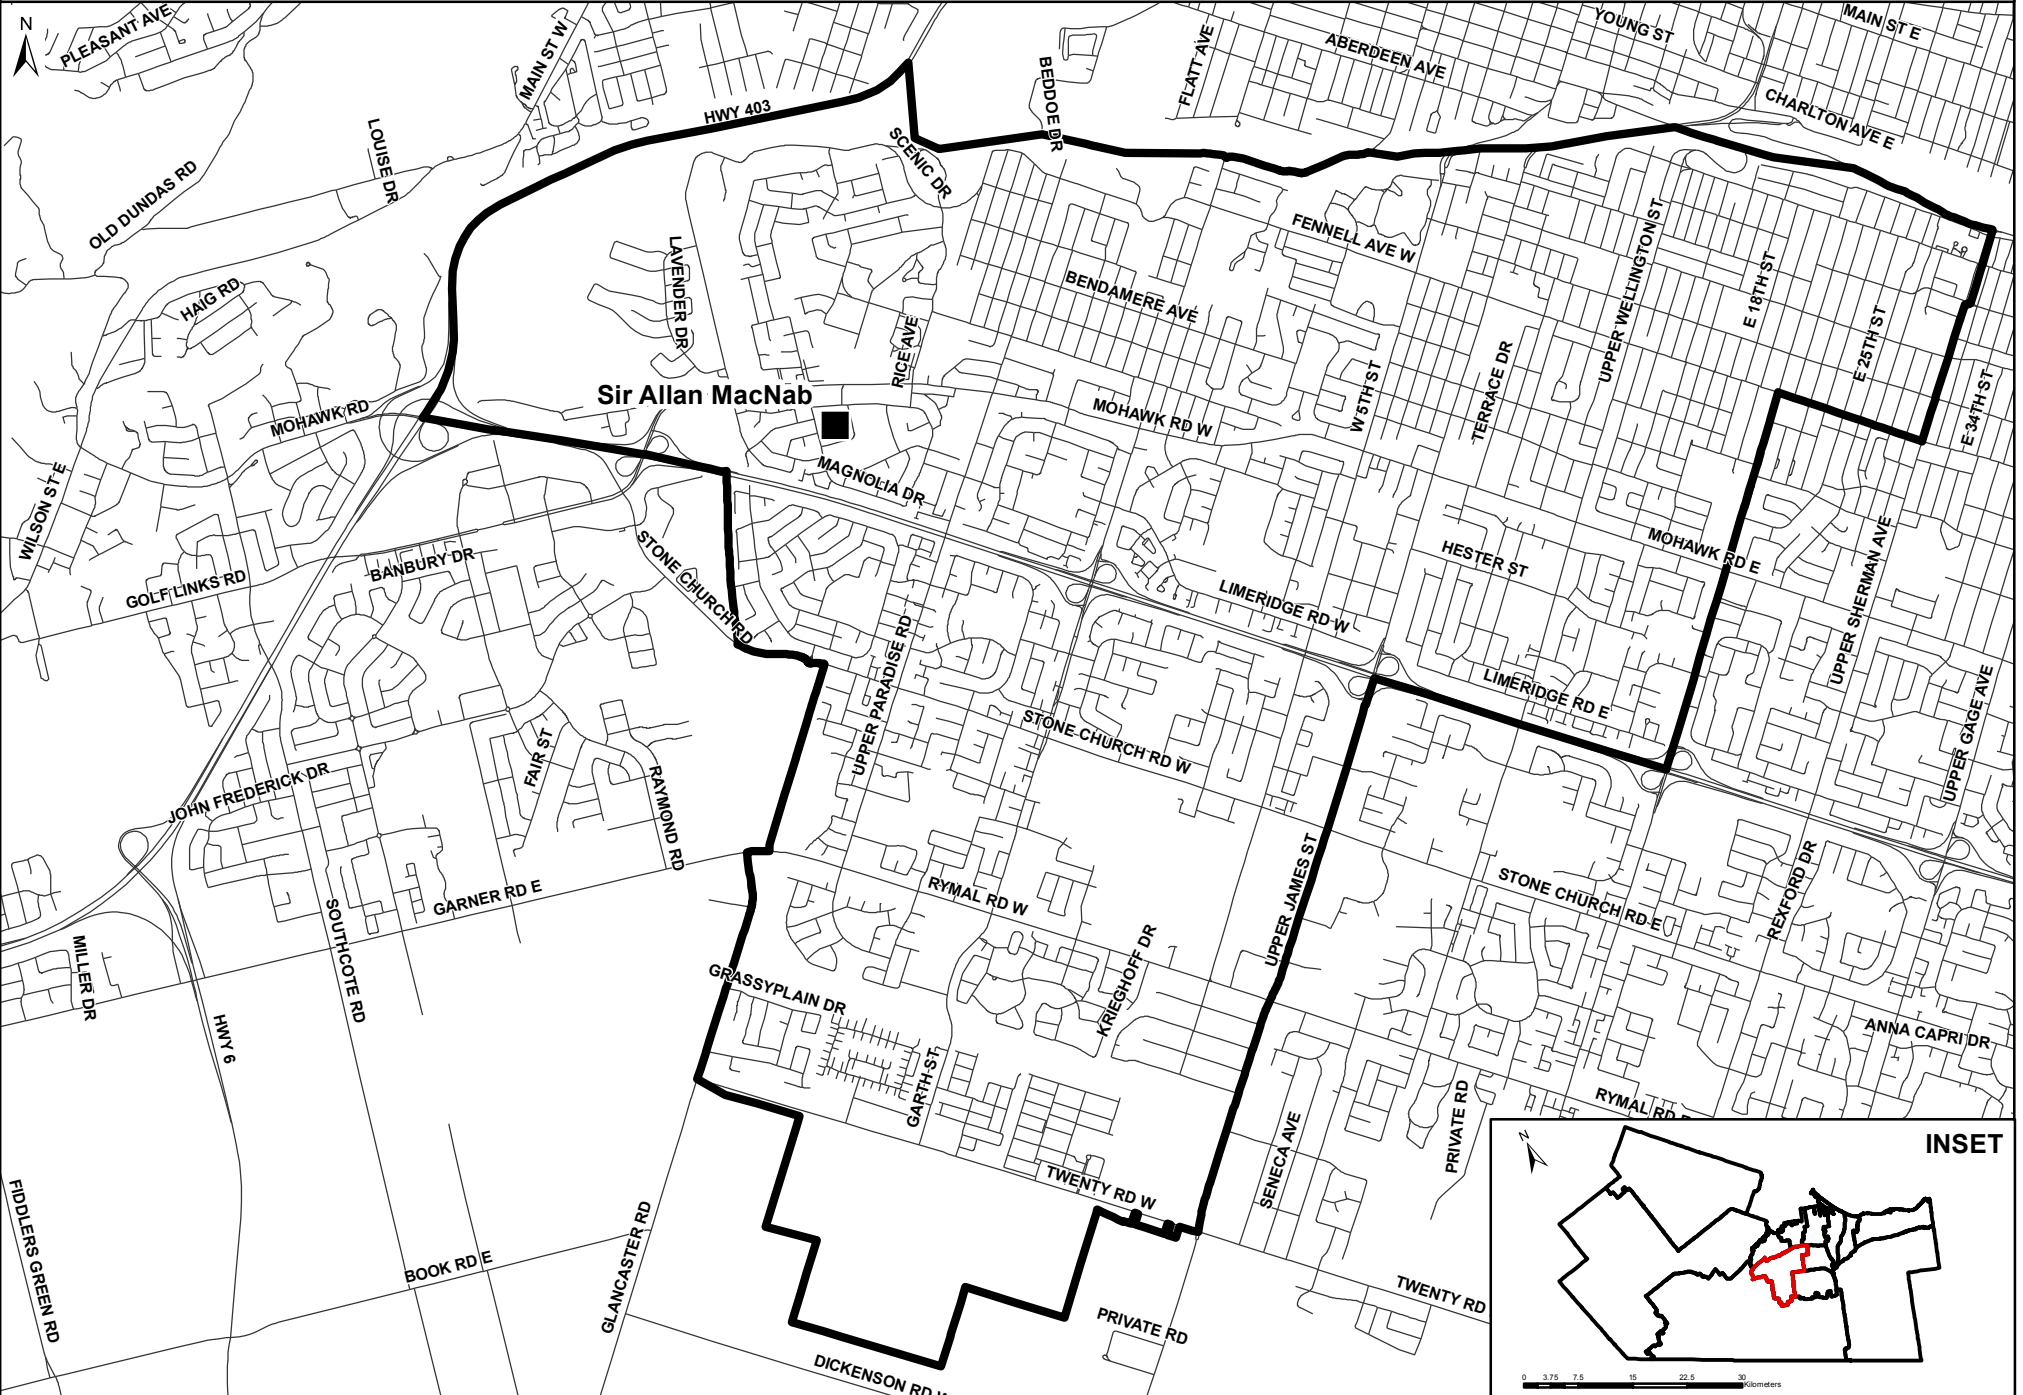 N
PLEASANT AVE
MAIN ST W
HWY 403
BEDDOE DR
FLATT AVE
ABERDEEN AVE
YOUNG ST
MAIN ST E
CHARLTON AVE E
LOUISE DR
OLD DUNDAS RD
SCENIC DR
FENNELL AVE W
UPPER WELLINGTON ST
E 18TH ST
E 25TH ST
E 34TH ST
HAIG RD
LAVENDER DR
BENDAMERE AVE
RICE AVE
Sir Allan MacNab
MOHAWK RD
MOHAWK RD W
W 5TH ST
TERRACE DR
MAGNOLIA DR
WILSON ST E
STONE CHURCH RD
BANBURY DR
GOLF LINKS RD
HESTER ST
MOHAWK RD E
LIMERIDGE RD W
UPPER SHERMAN AVE
UPPER PARADISE RD
LIMERIDGE RD E
UPPER GAGE AVE
STONE CHURCH RD W
FAIR ST
RAYMOND RD
JOHN FREDERICK DR
UPPER JAMES ST
GARNER RD E
RYMAL RD W
STONE CHURCH RD E
REXFORD DR
SOUTHCOTE RD
MILLER DR
KRIEGHOFF DR
GRASSYPLAIN DR
HWY 6
ANNA CAPRI DR
GARTH ST
PRIVATE RD
RYMAL RD E
SENECA AVE
TWENTY RD W
FIDDLERS GREEN RD
GLANCASTER RD
BOOK RD E
TWENTY RD
PRIVATE RD
DICKENSON RD W
INSET
N
0 3.75 7.5 15 22.5 30
Kilometers